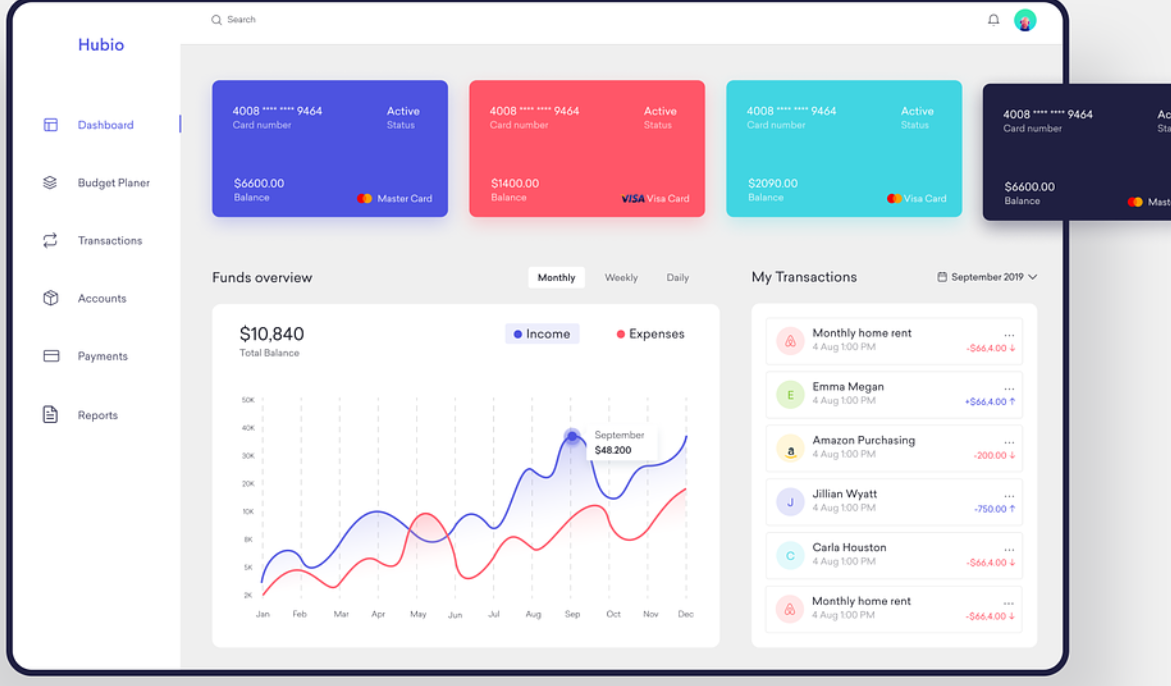 Search
Hubio
Dashboard
Budget Planer
Transactions
Accounts
Payments
Reports
4008 **** **** 9464 Active
Card number Status
$6600.00
Balance Master Card
4008 **** **** 9464 Active
Card number Status
$1400.00
Balance VISA Visa Card
4008 **** **** 9464 Active
Card number Status
$2090.00
Balance Visa Card
4008 **** **** 9464 Ac
Card number Sta
$6600.00
Balance Maste
Funds overview
Monthly Weekly Daily
$10,840
Total Balance
Income Expenses
50K
40K
30K
20K
10K
8K
5K
2K
September
$48.200
Jan Feb Mar Apr May Jun Jul Aug Sep Oct Nov Dec
My Transactions September 2019
Monthly home rent ...
4 Aug 1:00 PM -$66,4.00 ↓
E Emma Megan ...
4 Aug 1:00 PM +$66,4.00 ↑
a Amazon Purchasing ...
4 Aug 1:00 PM -200.00 ↓
J Jillian Wyatt ...
4 Aug 1:00 PM -750.00 ↑
C Carla Houston ...
4 Aug 1:00 PM -$66.4.00 ↓
Monthly home rent ...
4 Aug 1:00 PM -$66,4.00 ↓